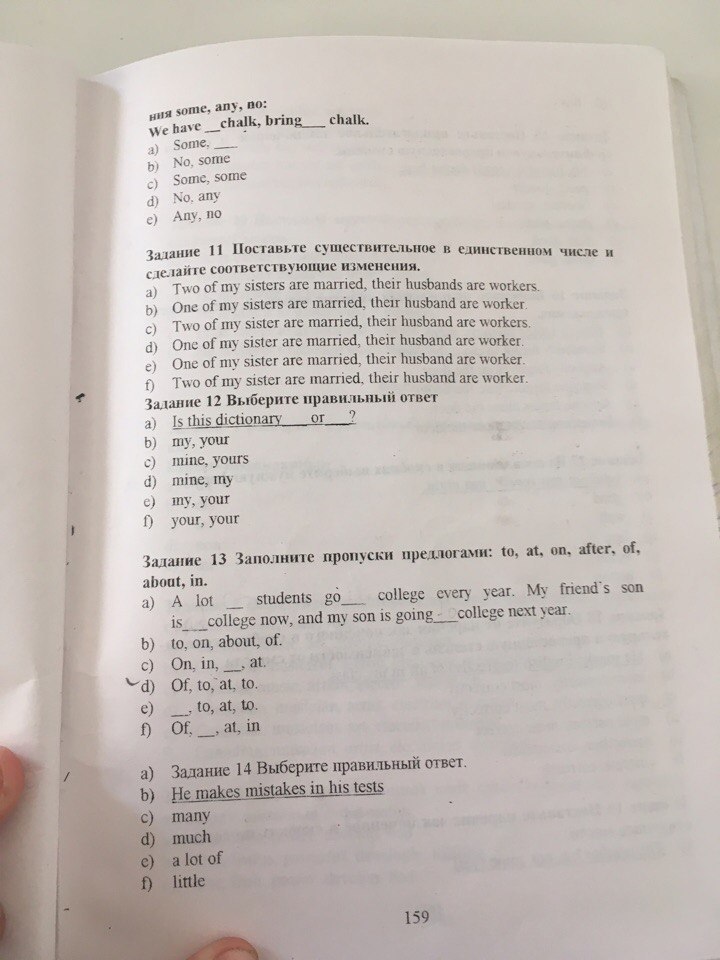 ния some, any, no:
We have __chalk, bring___ chalk.
a) Some, ___
b) No, some
c) Some, some
d) No, any
e) Any, no
Задание 11 Поставьте существительное в единственном числе и
сделайте соответствующие изменения.
a) Two of my sisters are married, their husbands are workers.
b) One of my sisters are married, their husband are worker.
c) Two of my sister are married, their husband are workers.
d) One of my sister are married, their husband are worker.
e) One of my sister are married, their husband are worker.
f) Two of my sister are married, their husband are worker.
Задание 12 Выберите правильный ответ
a) Is this dictionary___ or___?
b) my, your
c) mine, yours
d) mine, my
e) my, your
f) your, your
Задание 13 Заполните пропуски предлогами: to, at, on, after, of,
about, in.
a) A lot __ students go___ college every year. My friend`s son
is___college now, and my son is going___college next year.
b) to, on, about, of.
c) On, in, __, at.
d) Of, to, at, to.
e) __, to, at, to.
f) Of, __, at, in
a) Задание 14 Выберите правильный ответ.
b) He makes mistakes in his tests
c) many
d) much
e) a lot of
f) little
159